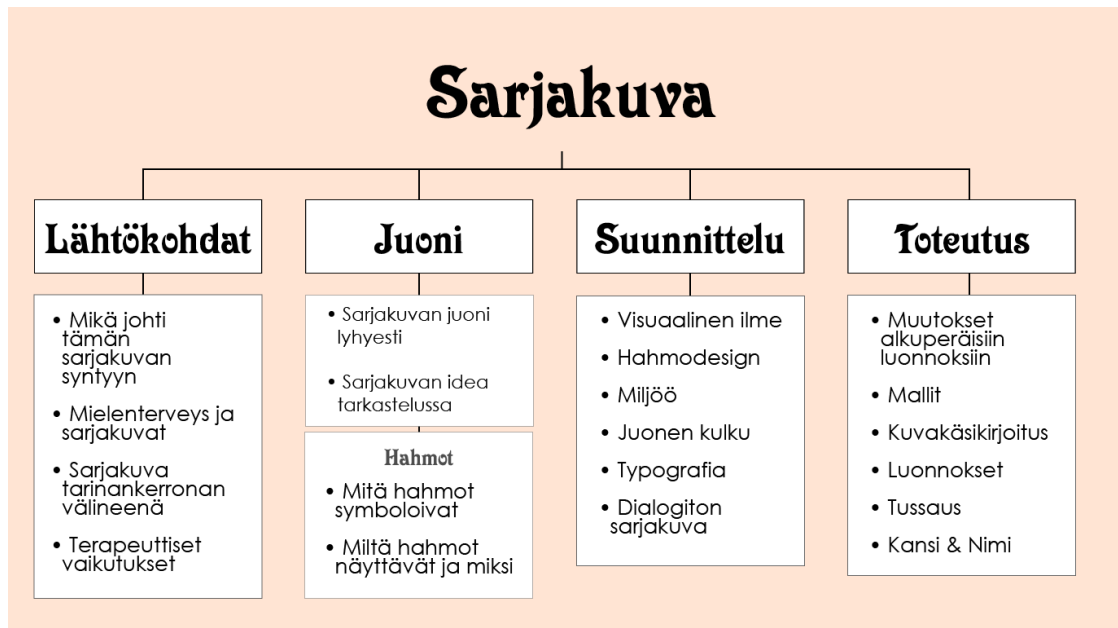 Sarjakuva
Lähtökohdat
• Mikä johti
tämän
sarjakuvan
syntyyn
• Mielenterveys ja
sarjakuvat
• Sarjakuva
tarinankerronan
välineenä
• Terapeuttiset
vaikutukset
Juoni
• Sarjakuvan juoni
lyhyesti
• Sarjakuvan idea
tarkastelussa
Hahmot
• Mitä hahmot
symboloivat
• Miltä hahmot
näyttävät ja miksi
Suunnittelu
• Visuaalinen ilme
• Hahmodesign
• Miljöö
• Juonen kulku
• Typografia
• Dialogiton
sarjakuva
Toteutus
• Muutokset
alkuperäisiin
luonnoksiin
• Mallit
• Kuvakäsikirjoitus
• Luonnokset
• Tussaus
• Kansi & Nimi